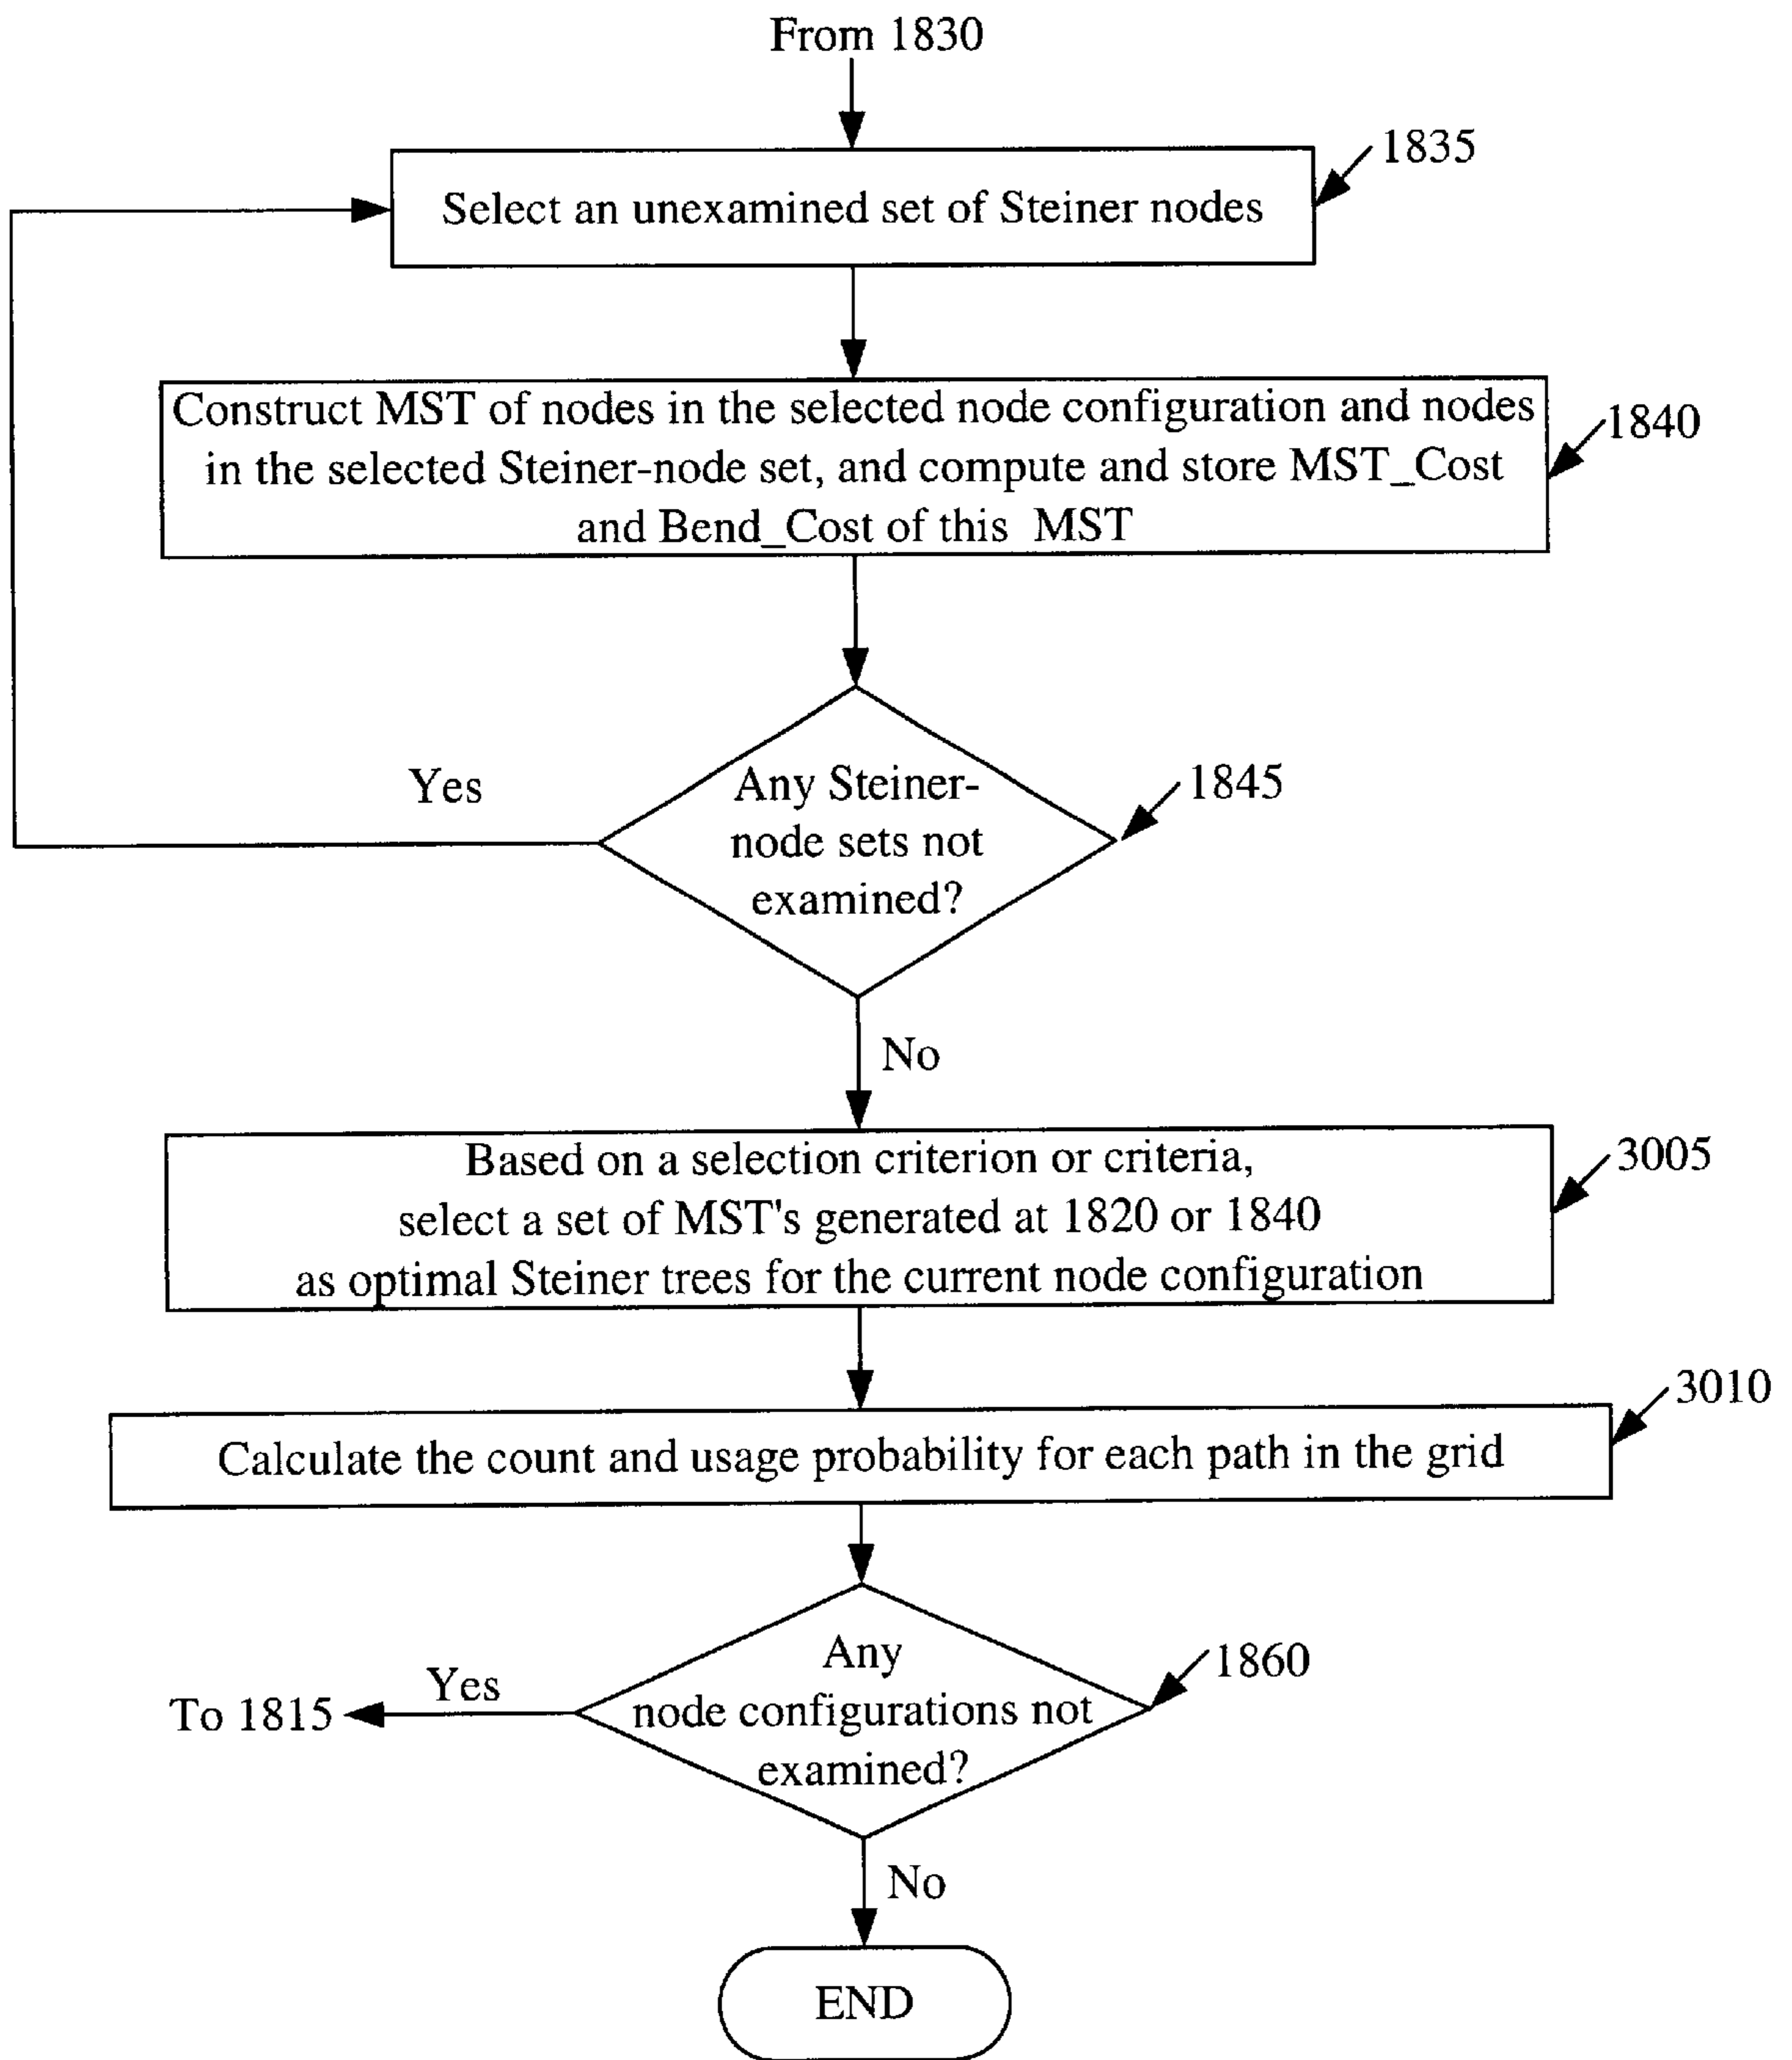 From 1830
1835
Select an unexamined set of Steiner nodes
Construct MST of nodes in the selected node configuration and nodes
in the selected Steiner-node set, and compute and store MST_Cost
and Bend_Cost of this MST
1840
Yes
Any Steiner-
node sets not
examined?
1845
No
Based on a selection criterion or criteria,
select a set of MST's generated at 1820 or 1840
as optimal Steiner trees for the current node configuration
3005
3010
Calculate the count and usage probability for each path in the grid
Any
node configurations not
examined?
1860
Yes
To 1815
No
END